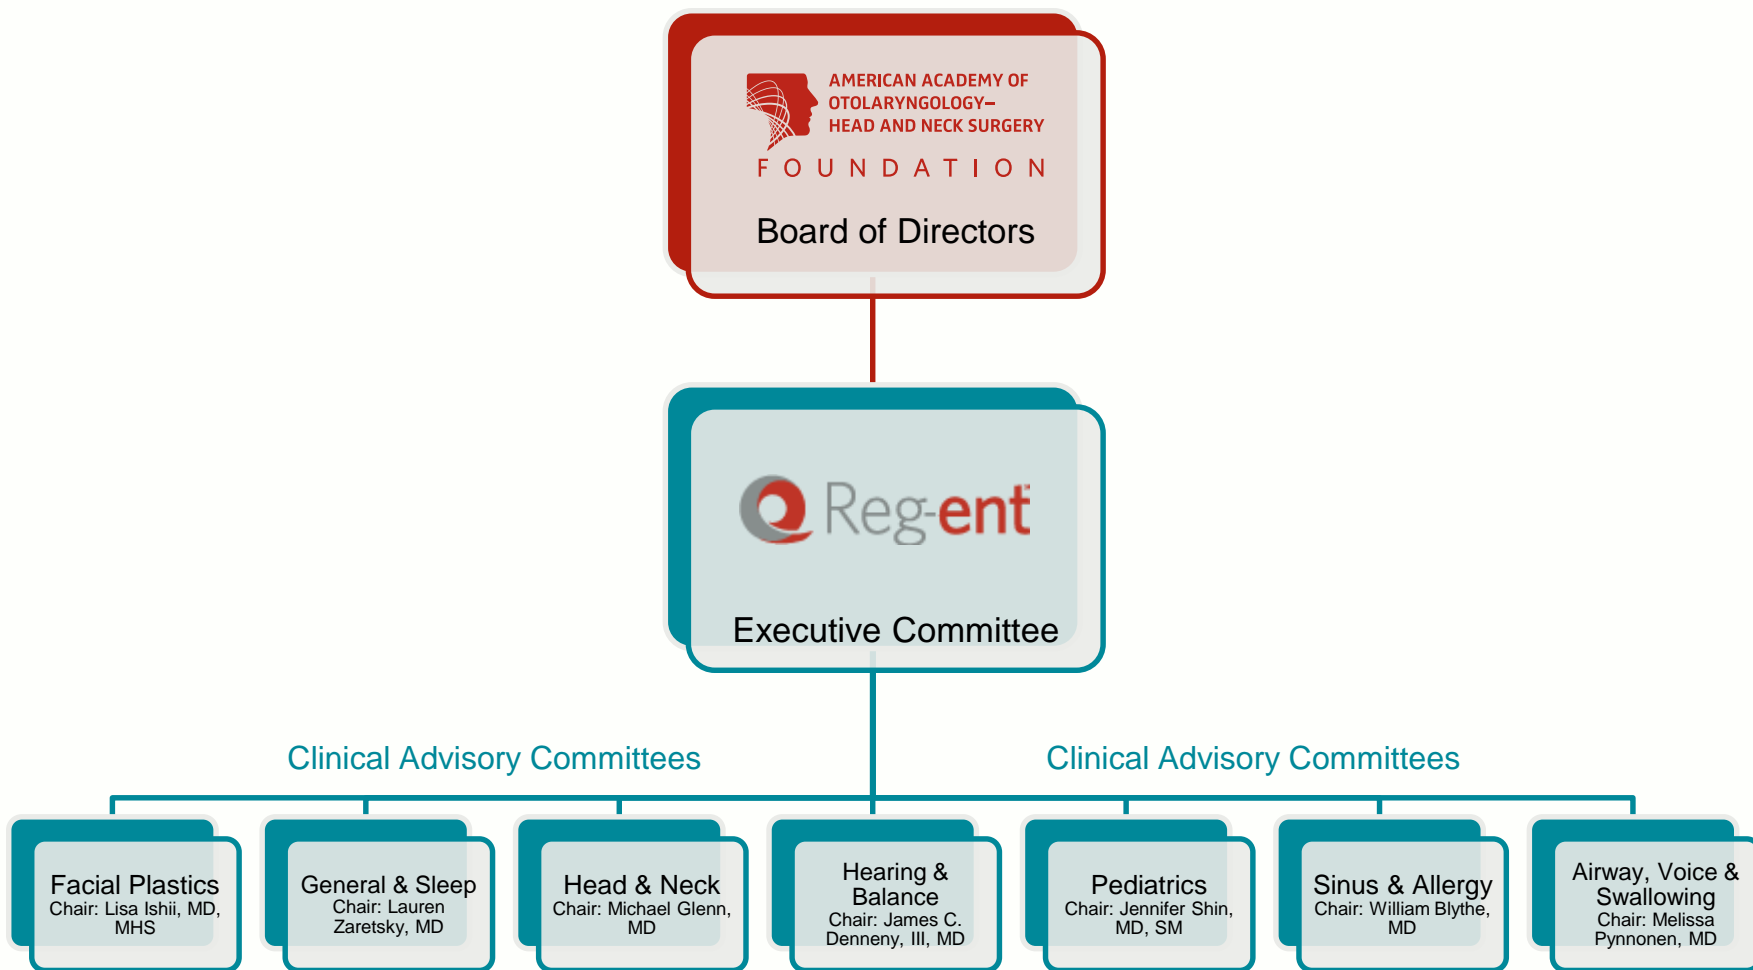 AMERICAN ACADEMY OF
OTOLARYNGOLOGY–
HEAD AND NECK SURGERY
FOUNDATION
Board of Directors
Reg-ent
Executive Committee
Clinical Advisory Committees
Clinical Advisory Committees
Facial Plastics
Chair: Lisa Ishii, MD,
MHS
General & Sleep
Chair: Lauren
Zaretsky, MD
Head & Neck
Chair: Michael Glenn,
MD
Hearing &
Balance
Chair: James C.
Denneny, III, MD
Pediatrics
Chair: Jennifer Shin,
MD, SM
Sinus & Allergy
Chair: William Blythe,
MD
Airway, Voice &
Swallowing
Chair: Melissa
Pynnonen, MD